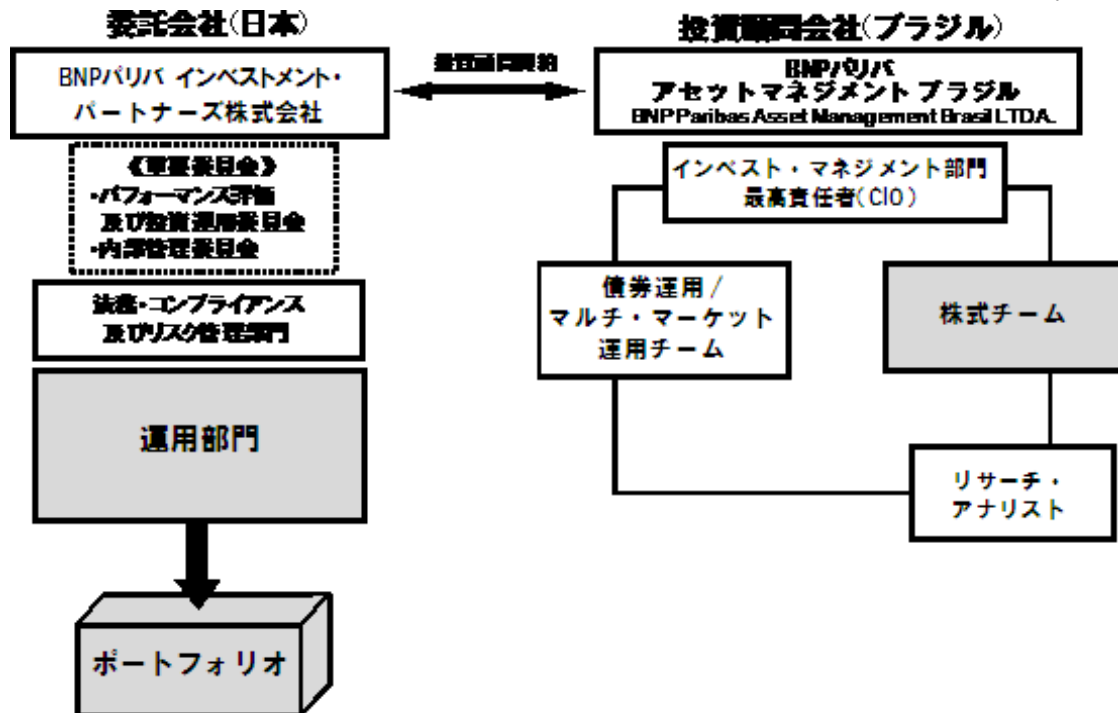 委託会社(日本)
BNPパリバ インベストメント・
パートナーズ株式会社
《重要委員会》
・パフォーマンス評価
及び投資運用委員会
・内部管理委員会
法務・コンプライアンス
及びリスク管理部門
運用部門
ポートフォリオ
投資顧問契約
投資顧問会社(ブラジル)
BNPパリバ
アセットマネジメント ブラジル
BNP Paribas Asset Management Brasil LTDA.
インベスト・マネジメント部門
最高責任者(CIO)
債券運用/
マルチ・マーケット
運用チーム
株式チーム
リサーチ・
アナリスト